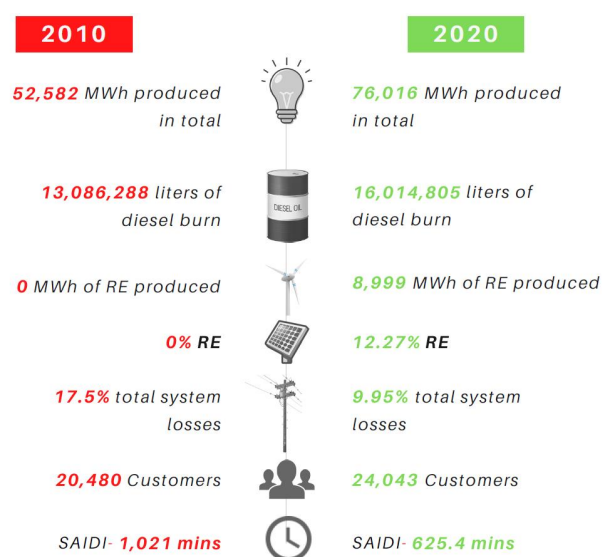 2010
2020
52,582 MWh produced
in total
76,016 MWh produced
in total
13,086,288 liters of
diesel burn
DIESEL OIL
16,014,805 liters of
diesel burn
0 MWh of RE produced
8,999 MWh of RE produced
0% RE
12.27% RE
17.5% total system
losses
9.95% total system
losses
20,480 Customers
24,043 Customers
SAIDI- 1,021 mins
SAIDI- 625.4 mins